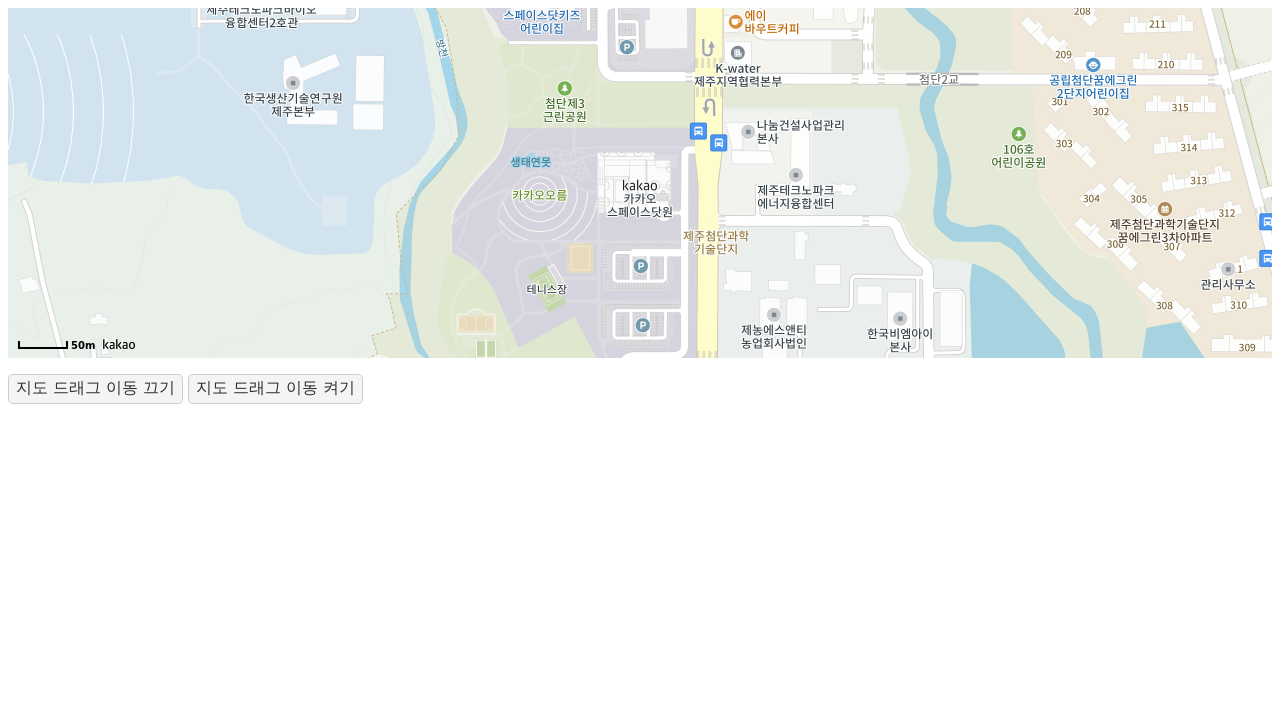 제주테크노파크바이오
융합센터2호관
스페이스닷키즈
어린이집
P
에이
바우트커피
K-water
제주지역협력본부
방천
한국생산기술연구원
제주본부
첨단제3
근린공원
첨단2교
208
211
209
210
공립첨단꿈에그린
2단지어린이집
301
302
315
303
314
나눔건설사업관리
본사
106호
어린이공원
생태연못
카카오오름
kakao
카카오
스페이스닷원
제주테크노파크
에너지융합센터
313
304
305
312
제주첨단과학기술단지
꿈에그린3차아파트
307
제주첨단과학
기술단지
P
테니스장
관리사무소
P
제농에스앤티
농업회사법인
한국비엠아이
본사
308
310
309
50m
kakao
지도 드래그 이동 끄기
지도 드래그 이동 켜기